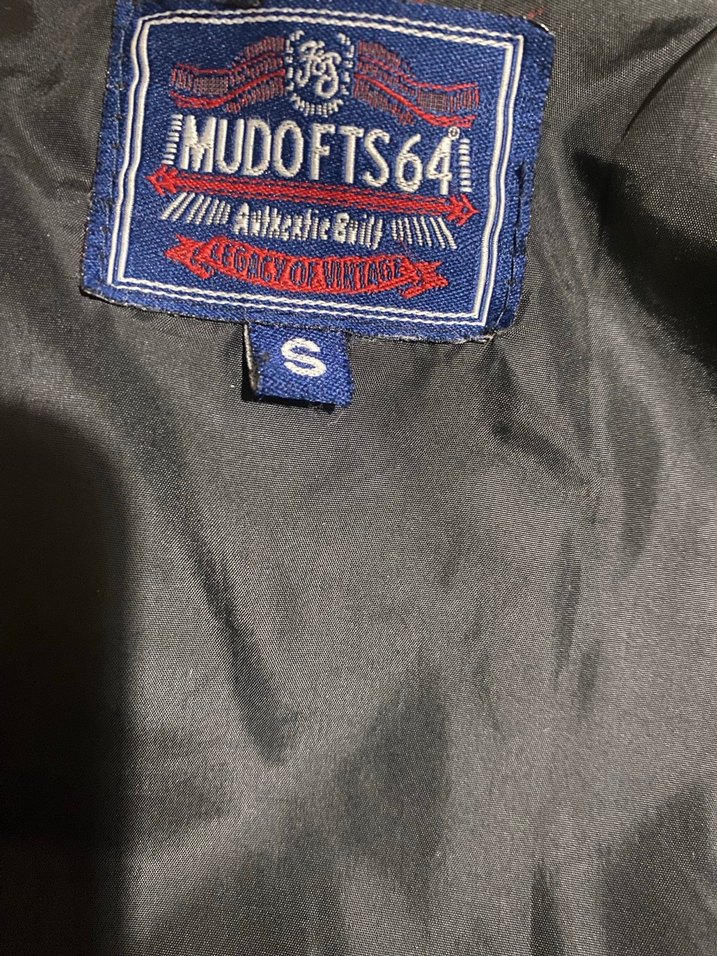 MUDOFTS64®
Authentic Built
LEGACY OF VINTAGE
S